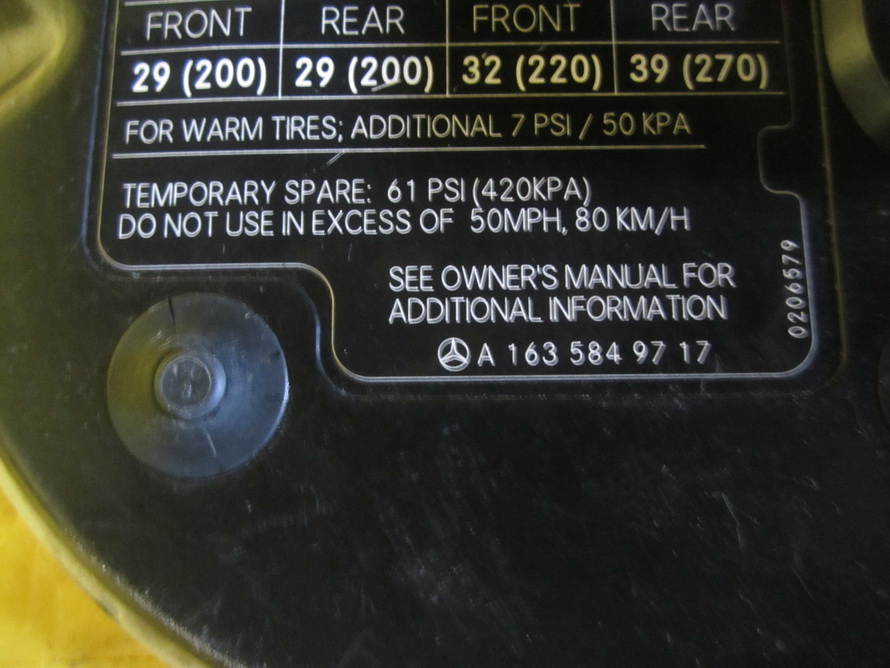 FRONT REAR FRONT REAR
29 (200) 29 (200) 32 (220) 39 (270)
FOR WARM TIRES; ADDITIONAL 7 PSI / 50 KPA
TEMPORARY SPARE: 61 PSI (420KPA)
DO NOT USE IN EXCESS OF 50MPH, 80 KM/H
SEE OWNER'S MANUAL FOR
ADDITIONAL INFORMATION
A 163 584 97 17
0206579